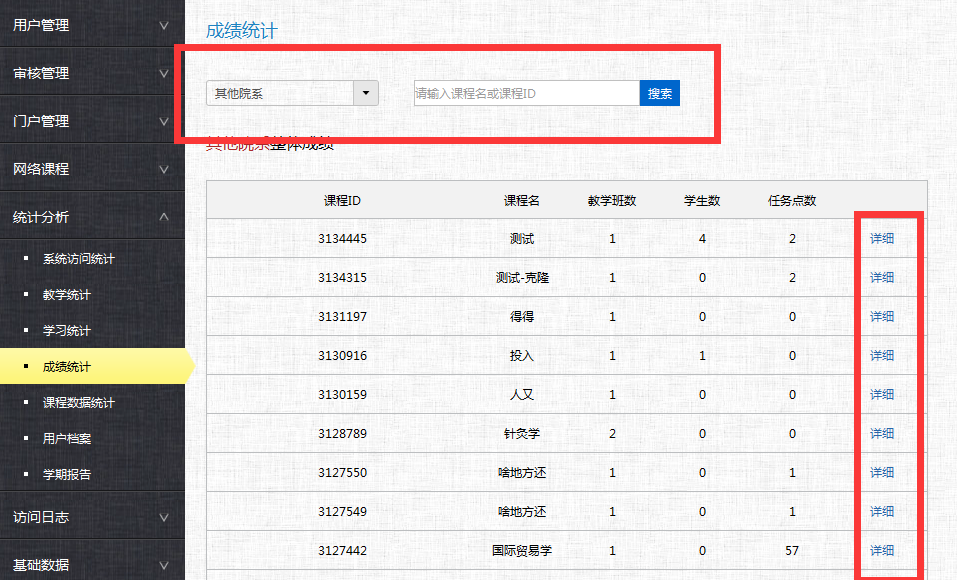 用户管理
审核管理
门户管理
网络课程
统计分析
系统访问统计
教学统计
学习统计
成绩统计
课程数据统计
用户档案
学期报告
访问日志
基础数据
成绩统计
其他院系 请输入课程名或课程ID 搜索
其他院系整体成绩
课程ID 课程名 教学班数 学生数 任务点数
3134445 测试 1 4 2 详细
3134315 测试-克隆 1 0 2 详细
3131197 得得 1 0 0 详细
3130916 投入 1 1 0 详细
3130159 人又 1 0 0 详细
3128789 针灸学 2 0 0 详细
3127550 啥地方还 1 0 1 详细
3127549 啥地方还 1 0 1 详细
3127442 国际贸易学 1 0 57 详细